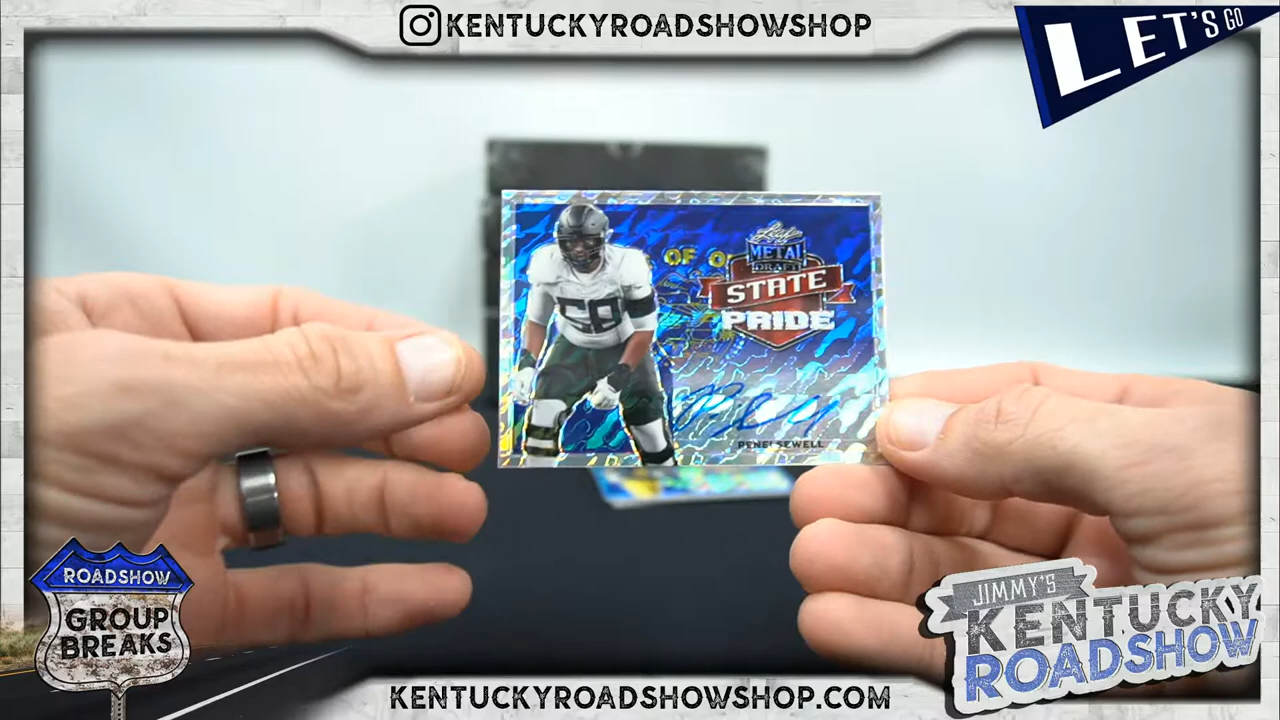 KENTUCKYROADSHOWSHOP
LET'S GO
OF O
Leaf
METAL
DRAFT
STATE
PRIDE
58
PENEI SEWELL
ROADSHOW
GROUP
BREAKS
JIMMY'S
KENTUCKY
ROADSHOW
KENTUCKYROADSHOWSHOP.COM